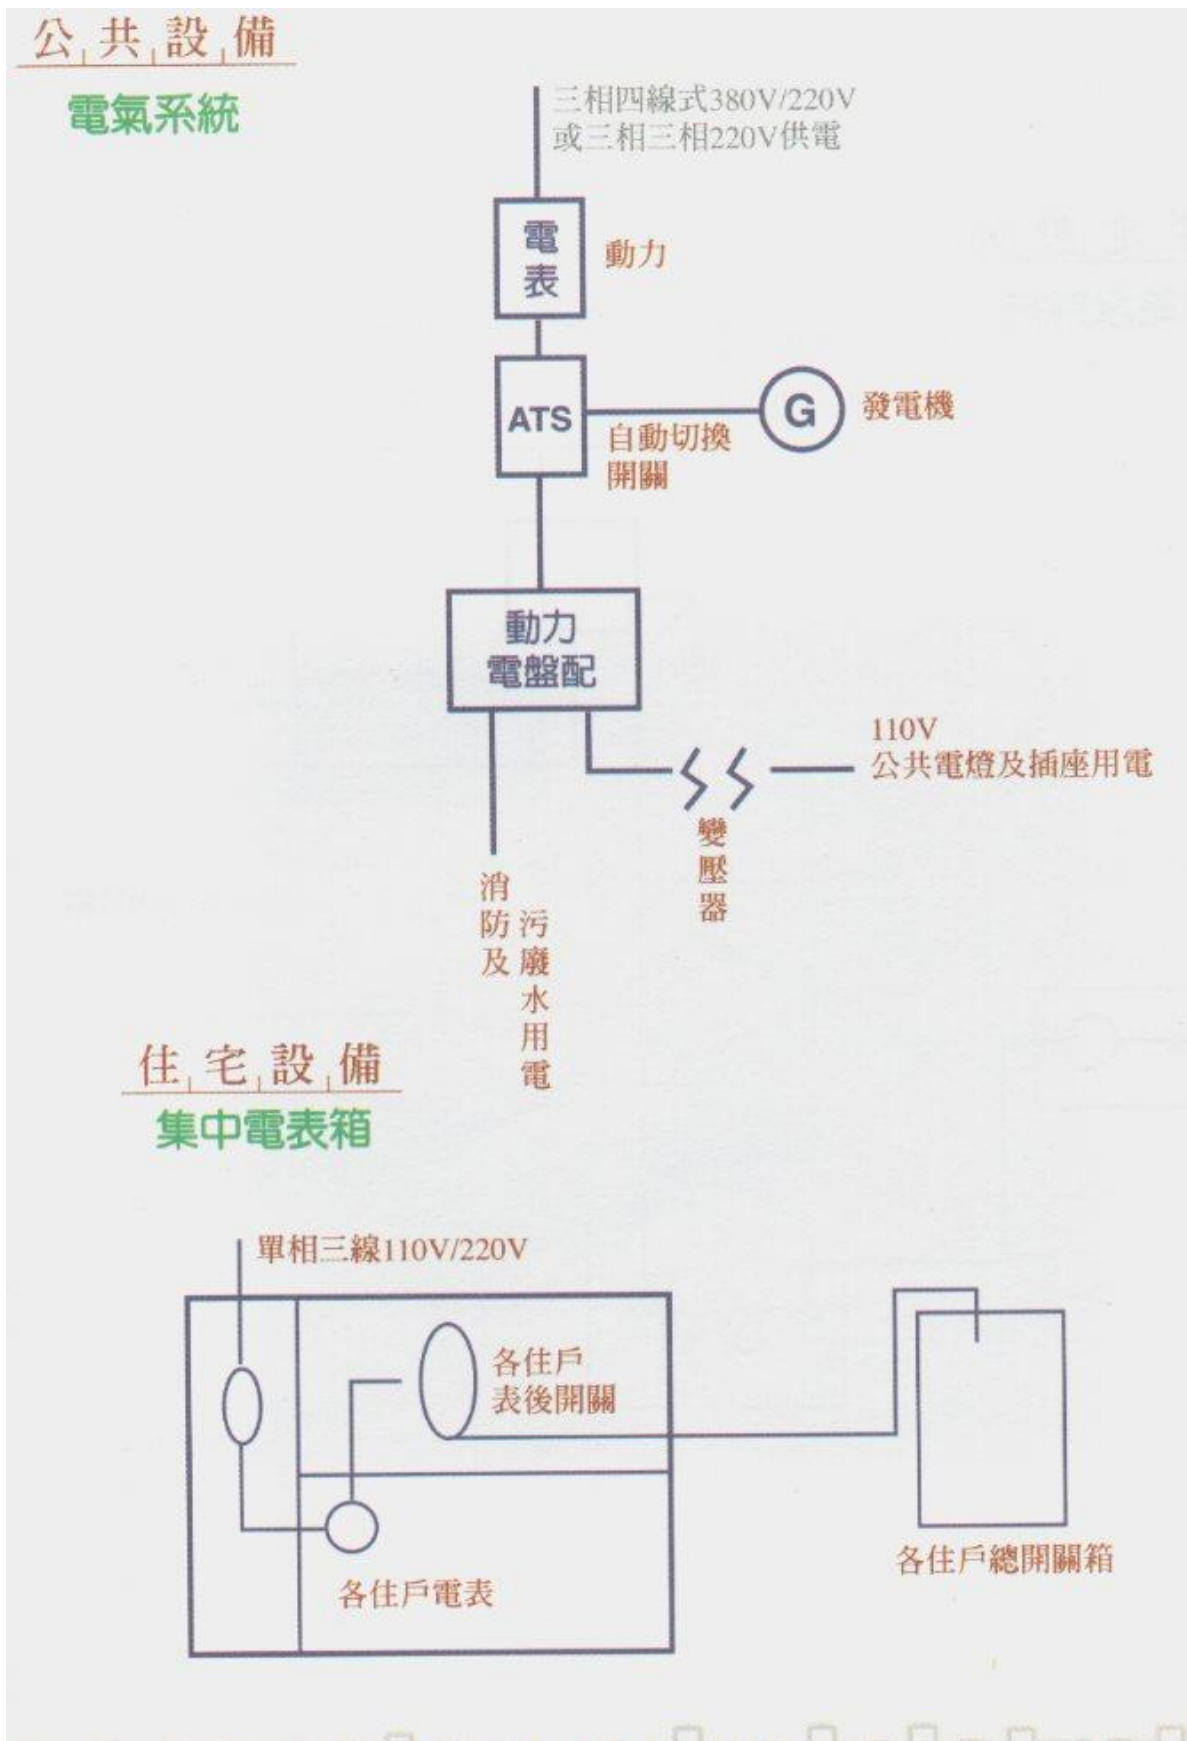 公共設備
電氣系統
三相四線式380V/220V
或三相三相220V供電
電表
動力
ATS
G
發電機
自動切換
開關
動力
電盤配
110V
公共電燈及插座用電
變壓器
消防及
污廢水用電
住宅設備
集中電表箱
單相三線110V/220V
各住戶
表後開關
各住戶電表
各住戶總開關箱